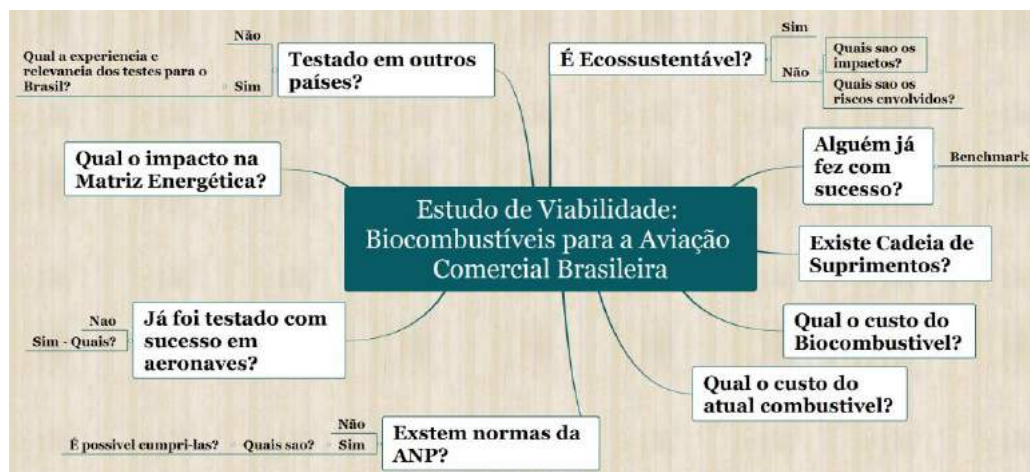 Estudo de Viabilidade:
Biocombustíveis para a Aviação
Comercial Brasileira
É Ecossustentável?
Sim
Não
Quais sao os
impactos?
Quais sao os
riscos envolvidos?
Alguém já
fez com
sucesso?
Benchmark
Existe Cadeia de
Suprimentos?
Qual o custo do
Biocombustivel?
Qual o custo do
atual combustivel?
Exstem normas da
ANP?
Não
Sim
Quais sao?
É possivel cumpri-las?
Já foi testado com
sucesso em
aeronaves?
Nao
Sim - Quais?
Qual o impacto na
Matriz Energética?
Testado em outros
países?
Não
Sim
Qual a experiencia e
relevancia dos testes para o
Brasil?